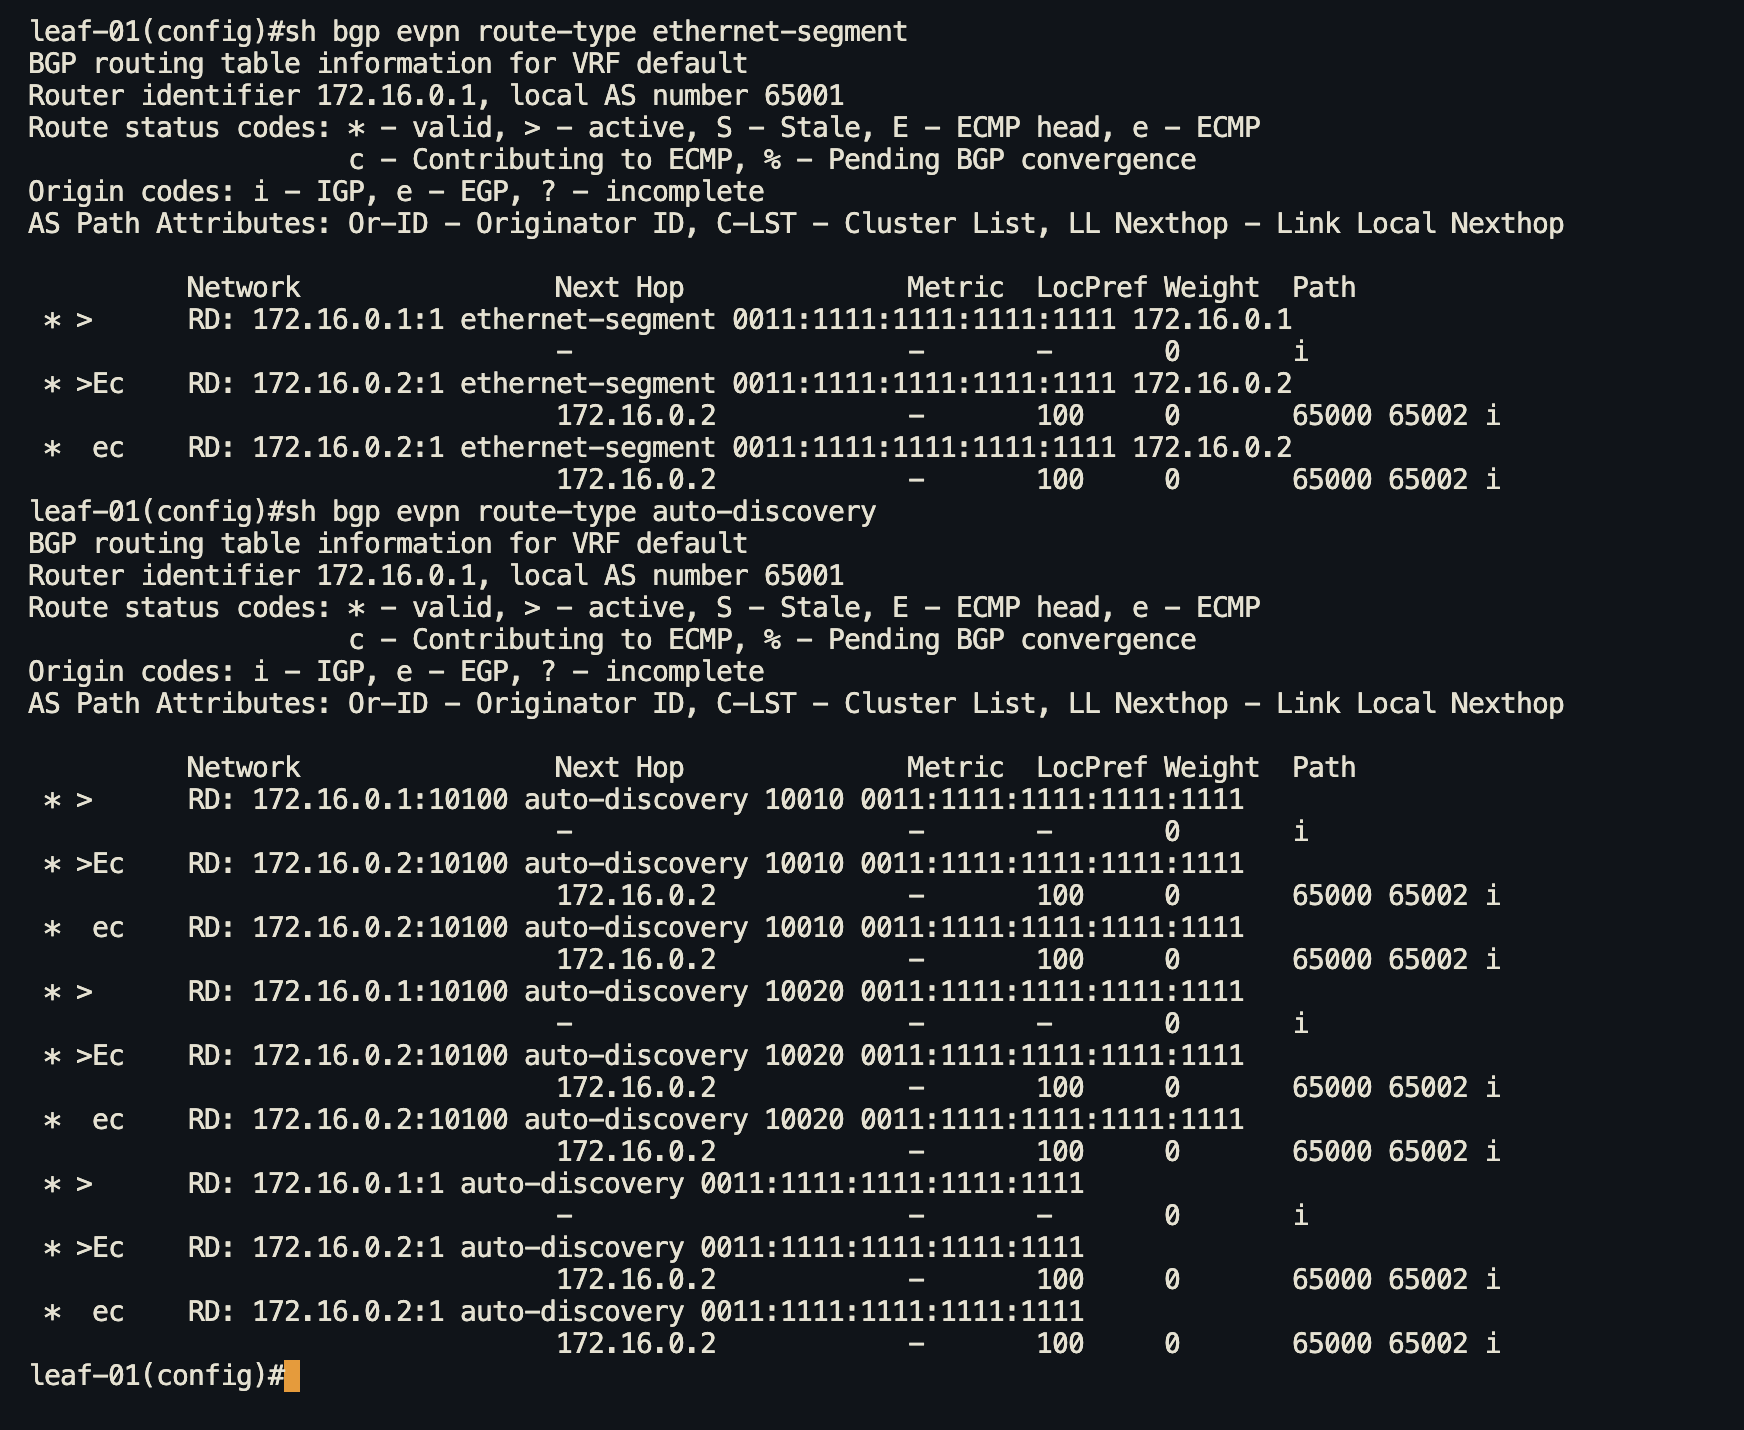 leaf-01(config)#sh bgp evpn route-type ethernet-segment
BGP routing table information for VRF default
Router identifier 172.16.0.1, local AS number 65001
Route status codes: * - valid, > - active, S - Stale, E - ECMP head, e - ECMP
                    c - Contributing to ECMP, % - Pending BGP convergence
Origin codes: i - IGP, e - EGP, ? - incomplete
AS Path Attributes: Or-ID - Originator ID, C-LST - Cluster List, LL Nexthop - Link Local Nexthop

          Network                Next Hop              Metric  LocPref Weight  Path
 * >      RD: 172.16.0.1:1 ethernet-segment 0011:1111:1111:1111:1111 172.16.0.1
                                 -                     -       -       0       i
 * >Ec    RD: 172.16.0.2:1 ethernet-segment 0011:1111:1111:1111:1111 172.16.0.2
                                 172.16.0.2            -       100     0       65000 65002 i
 *  ec    RD: 172.16.0.2:1 ethernet-segment 0011:1111:1111:1111:1111 172.16.0.2
                                 172.16.0.2            -       100     0       65000 65002 i
leaf-01(config)#sh bgp evpn route-type auto-discovery
BGP routing table information for VRF default
Router identifier 172.16.0.1, local AS number 65001
Route status codes: * - valid, > - active, S - Stale, E - ECMP head, e - ECMP
                    c - Contributing to ECMP, % - Pending BGP convergence
Origin codes: i - IGP, e - EGP, ? - incomplete
AS Path Attributes: Or-ID - Originator ID, C-LST - Cluster List, LL Nexthop - Link Local Nexthop

          Network                Next Hop              Metric  LocPref Weight  Path
 * >      RD: 172.16.0.1:10100 auto-discovery 10010 0011:1111:1111:1111:1111
                                 -                     -       -       0       i
 * >Ec    RD: 172.16.0.2:10100 auto-discovery 10010 0011:1111:1111:1111:1111
                                 172.16.0.2            -       100     0       65000 65002 i
 *  ec    RD: 172.16.0.2:10100 auto-discovery 10010 0011:1111:1111:1111:1111
                                 172.16.0.2            -       100     0       65000 65002 i
 * >      RD: 172.16.0.1:10100 auto-discovery 10020 0011:1111:1111:1111:1111
                                 -                     -       -       0       i
 * >Ec    RD: 172.16.0.2:10100 auto-discovery 10020 0011:1111:1111:1111:1111
                                 172.16.0.2            -       100     0       65000 65002 i
 *  ec    RD: 172.16.0.2:10100 auto-discovery 10020 0011:1111:1111:1111:1111
                                 172.16.0.2            -       100     0       65000 65002 i
 * >      RD: 172.16.0.1:1 auto-discovery 0011:1111:1111:1111:1111
                                 -                     -       -       0       i
 * >Ec    RD: 172.16.0.2:1 auto-discovery 0011:1111:1111:1111:1111
                                 172.16.0.2            -       100     0       65000 65002 i
 *  ec    RD: 172.16.0.2:1 auto-discovery 0011:1111:1111:1111:1111
                                 172.16.0.2            -       100     0       65000 65002 i
leaf-01(config)#